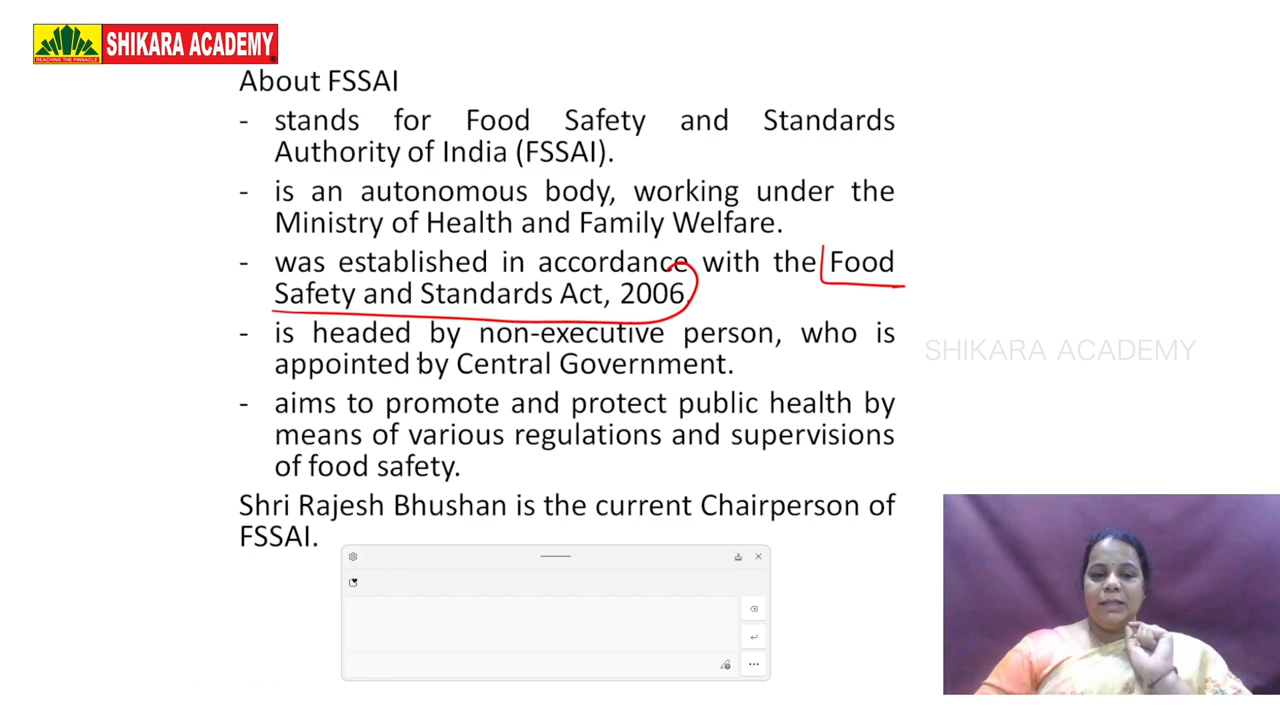 SHIKARA ACADEMY
REACHING THE PINNACLE
About FSSAI
- stands for Food Safety and Standards
Authority of India (FSSAI).
- is an autonomous body, working under the
Ministry of Health and Family Welfare.
- was established in accordance with the Food
Safety and Standards Act, 2006.
- is headed by non-executive person, who is
appointed by Central Government.
SHIKARA ACADEMY
- aims to promote and protect public health by
means of various regulations and supervisions
of food safety.
Shri Rajesh Bhushan is the current Chairperson of
FSSAI.